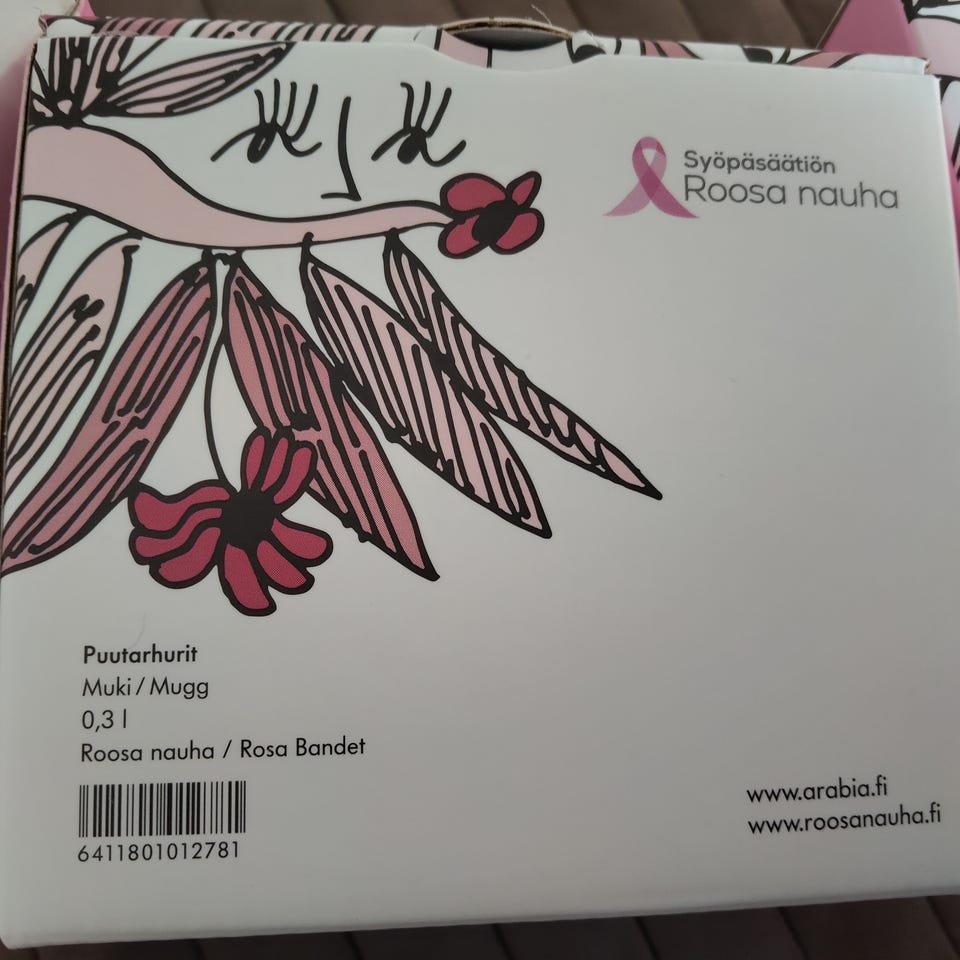 Syöpäsäätiön
Roosa nauha
Puutarhurit
Muki / Mugg
0,3 l
Roosa nauha / Rosa Bandet
6411801012781
www.arabia.fi
www.roosanauha.fi